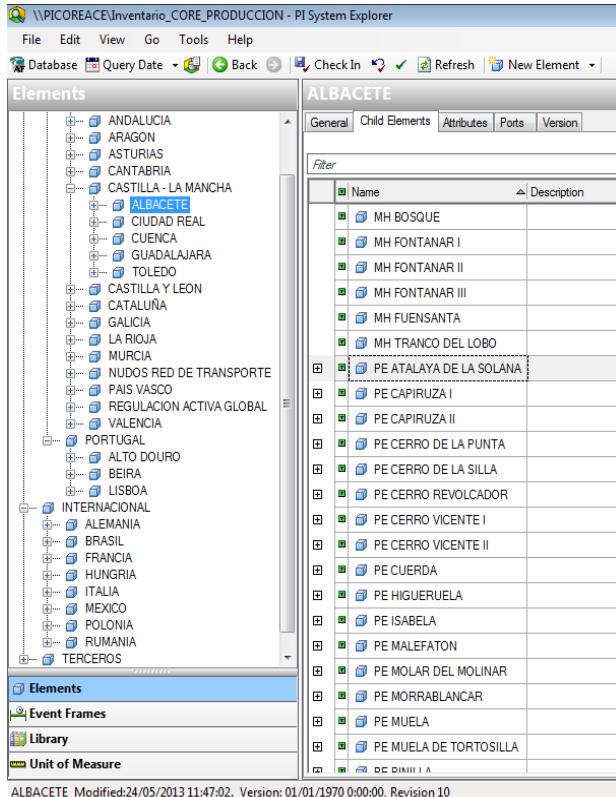 \\PICOREACE\Inventario_CORE_PRODUCCION - PI System Explorer
File Edit View Go Tools Help
Database Query Date Back Check In Refresh New Element
Elements
ANDALUCIA
ARAGON
ASTURIAS
CANTABRIA
CASTILLA - LA MANCHA
ALBACETE
CIUDAD REAL
CUENCA
GUADALAJARA
TOLEDO
CASTILLA Y LEON
CATALUÑA
GALICIA
LA RIOJA
MURCIA
NUDOS RED DE TRANSPORTE
PAIS VASCO
REGULACION ACTIVA GLOBAL
VALENCIA
PORTUGAL
ALTO DOURO
BEIRA
LISBOA
INTERNACIONAL
ALEMANIA
BRASIL
FRANCIA
HUNGRIA
ITALIA
MEXICO
POLONIA
RUMANIA
TERCEROS
Elements
Event Frames
Library
Unit of Measure
ALBACETE
General Child Elements Attributes Ports Version
Filter
Name Description
MH BOSQUE
MH FONTANAR I
MH FONTANAR II
MH FONTANAR III
MH FUENSANTA
MH TRANCO DEL LOBO
PE ATALAYA DE LA SOLANA
PE CAPIRUZA I
PE CAPIRUZA II
PE CERRO DE LA PUNTA
PE CERRO DE LA SILLA
PE CERRO REVOLCADOR
PE CERRO VICENTE I
PE CERRO VICENTE II
PE CUERDA
PE HIGUERUELA
PE ISABELA
PE MALEFATON
PE MOLAR DEL MOLINAR
PE MORRABLANCAR
PE MUELA
PE MUELA DE TORTOSILLA
PE PINILLA
ALBACETE Modified:24/05/2013 11:47:02, Version: 01/01/1970 0:00:00, Revision 10